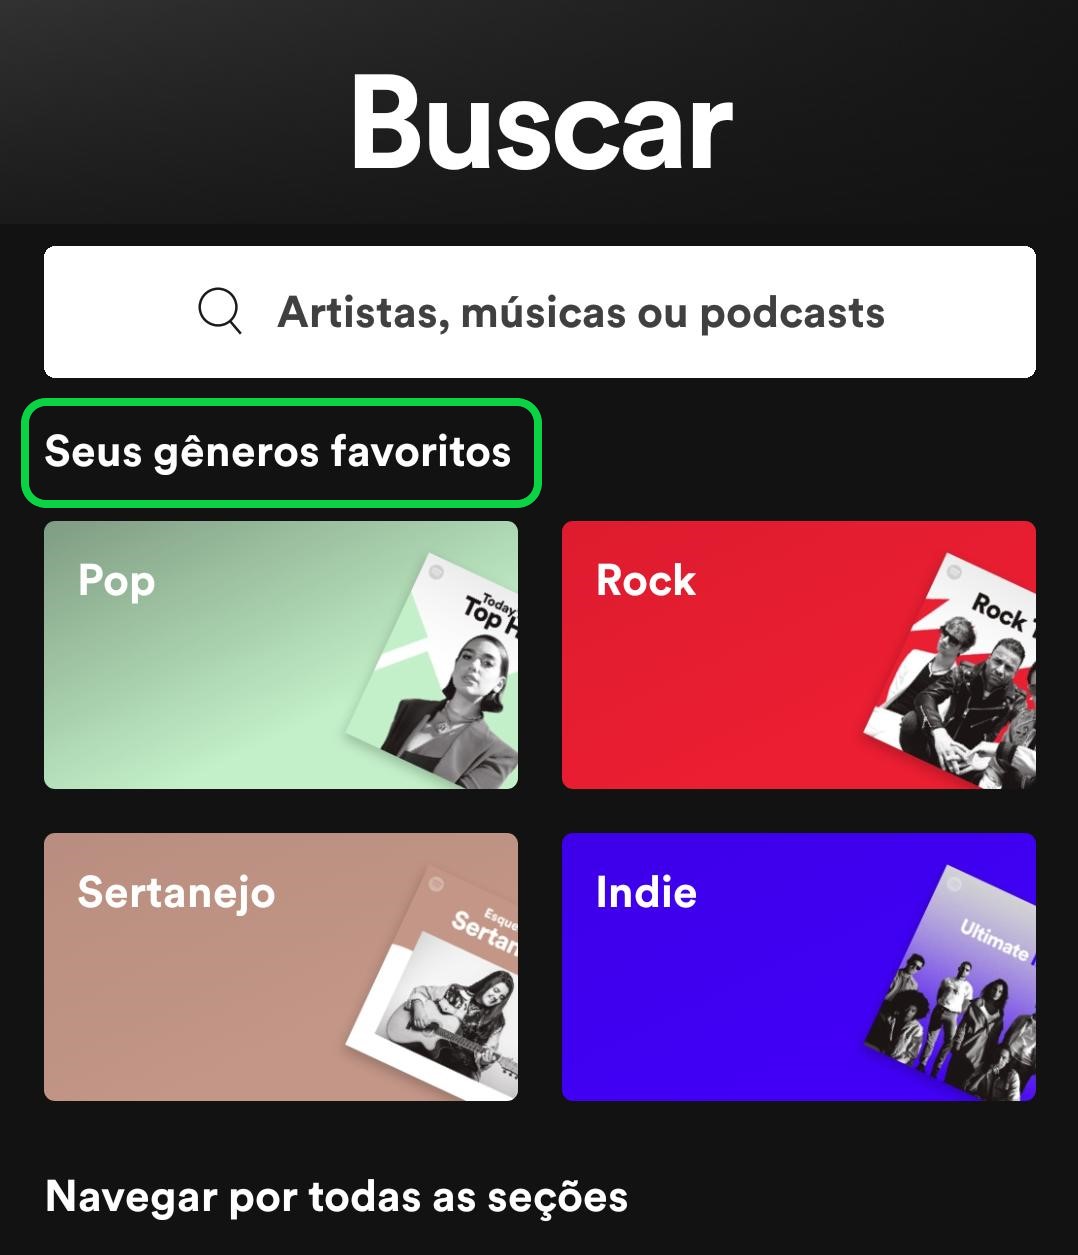 Buscar
Artistas, músicas ou podcasts
Seus gêneros favoritos
Pop
Today
Top H
Rock
Rock
Sertanejo
Esque
Sertan
Indie
Ultimate
Navegar por todas as seções